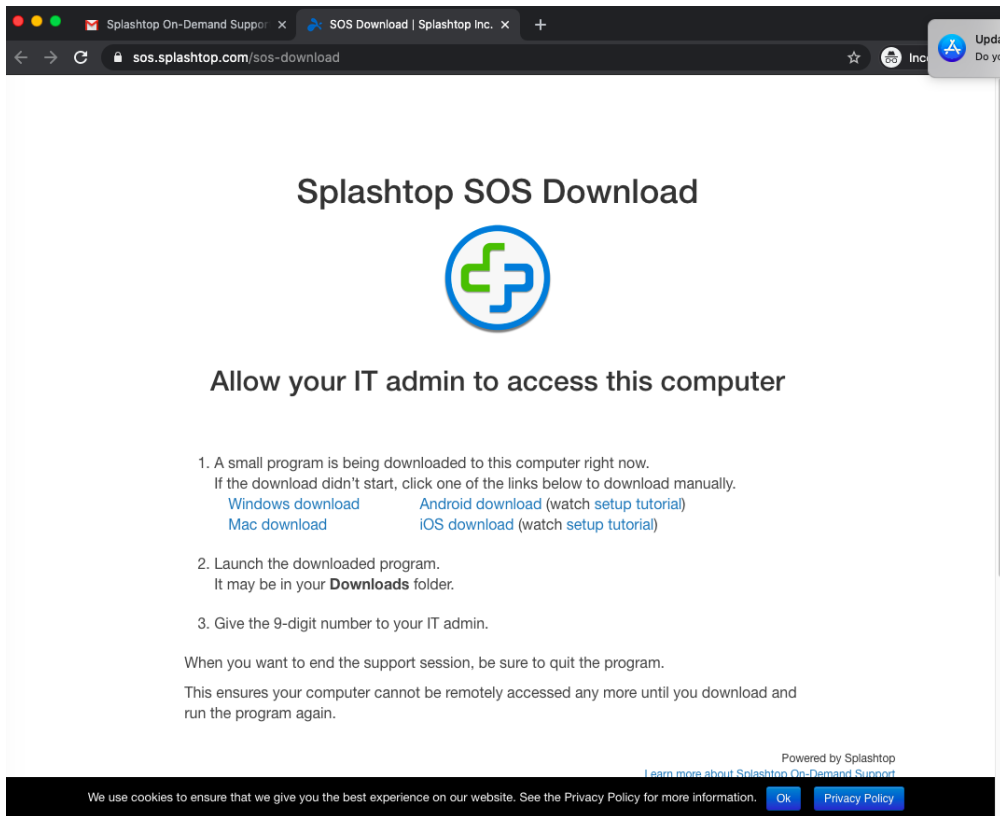 Splashtop On-Demand Suppor
SOS Download | Splashtop Inc.
sos.splashtop.com/sos-download
Inc
Upda
Do yo
Splashtop SOS Download
Allow your IT admin to access this computer
1. A small program is being downloaded to this computer right now.
If the download didn't start, click one of the links below to download manually.
Windows download Android download (watch setup tutorial)
Mac download iOS download (watch setup tutorial)
2. Launch the downloaded program.
It may be in your Downloads folder.
3. Give the 9-digit number to your IT admin.
When you want to end the support session, be sure to quit the program.
This ensures your computer cannot be remotely accessed any more until you download and
run the program again.
Powered by Splashtop
Learn more about Splashtop On-Demand Support
We use cookies to ensure that we give you the best experience on our website. See the Privacy Policy for more information. Ok Privacy Policy